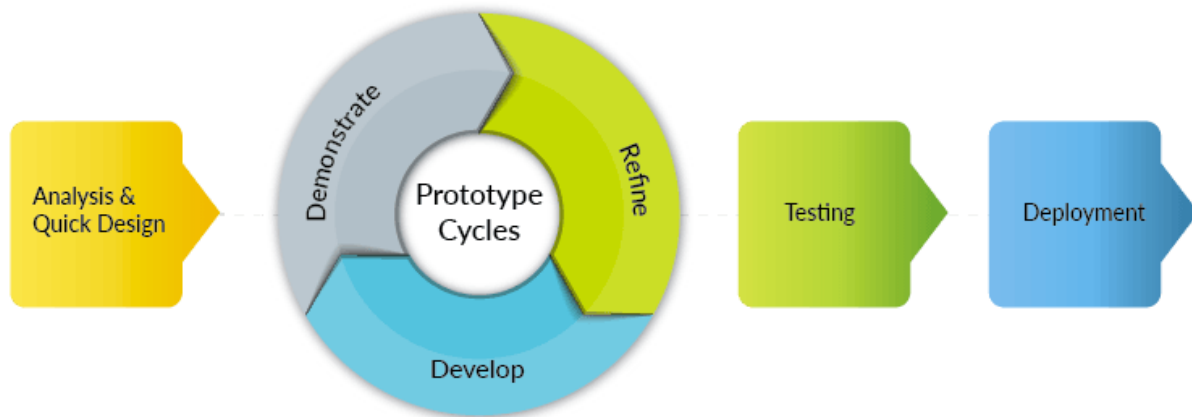 Analysis &
Quick Design
Demonstrate
Refine
Prototype
Cycles
Develop
Testing
Deployment